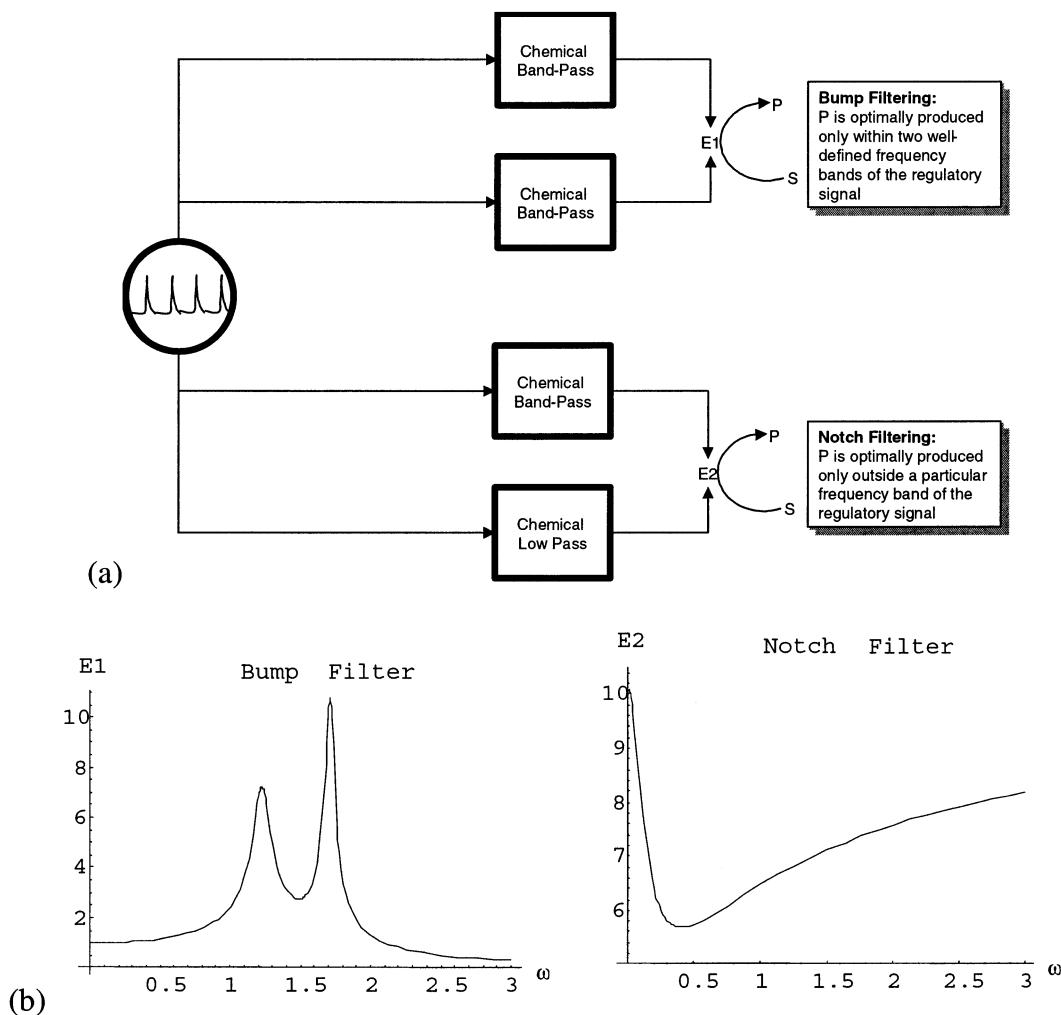 Chemical
Band-Pass
P
E1
S
Bump Filtering:
P is optimally produced
only within two well-
defined frequency
bands of the regulatory
signal
Chemical
Band-Pass
Chemical
Band-Pass
P
E2
S
Notch Filtering:
P is optimally produced
only outside a particular
frequency band of the
regulatory signal
Chemical
Low Pass
(a)
E1
Bump Filter
10
8
6
4
2
0.5 1 1.5 2 2.5 3 ω
E2
Notch Filter
10
9
8
7
6
0.5 1 1.5 2 2.5 3 ω
(b)